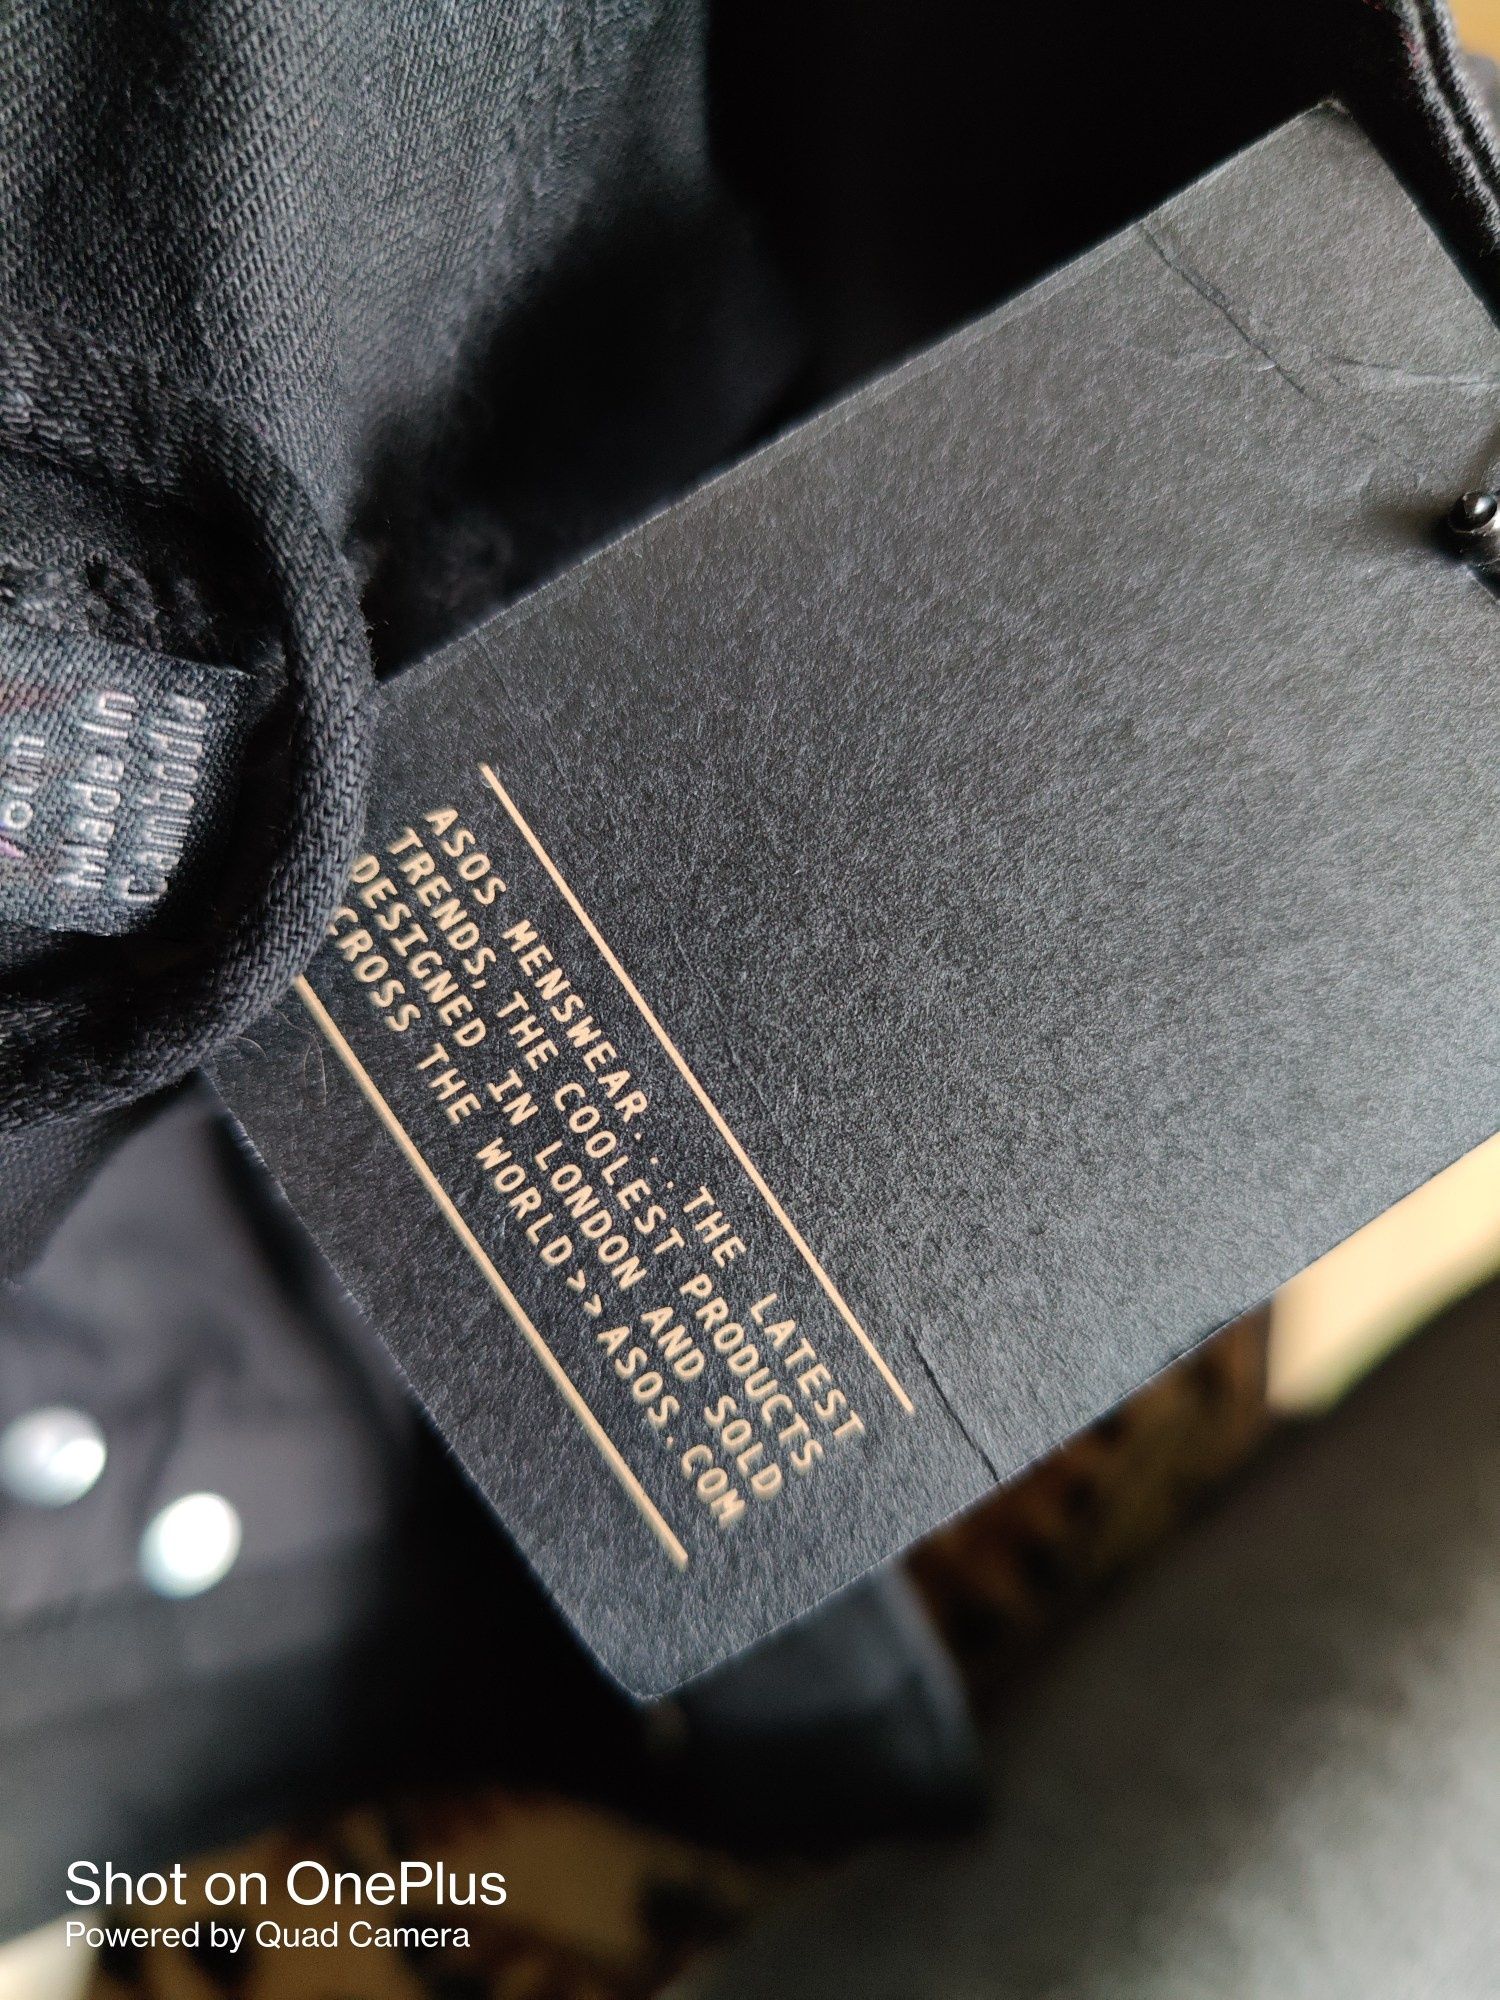 ASOS MENSWEAR. . THE LATEST
TRENDS, THE COOLEST PRODUCTS
DESIGNED IN LONDON AND SOLD
CROSS THE WORLD>> ASOS.COM
Shot on OnePlus
Powered by Quad Camera